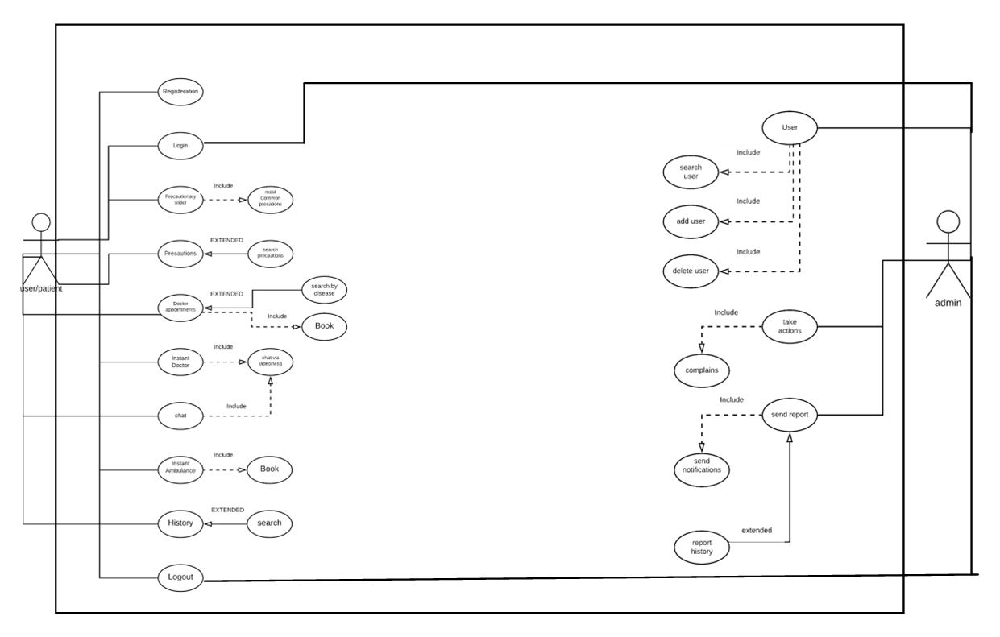 Registeration
Login
Precautionary
slider
Include
most
Common
precations
Precautions
EXTENDED
search
precautions
user/patient
Doctor
appointments
EXTENDED
search by
disease
Include
Book
Instant
Doctor
Include
chat via
video/Msg
chat
Include
Instant
Ambulance
Include
Book
History
EXTENDED
search
Logout
User
Include
search
user
Include
add user
Include
delete user
admin
take
actions
Include
complains
send report
Include
send
notifications
extended
report
history